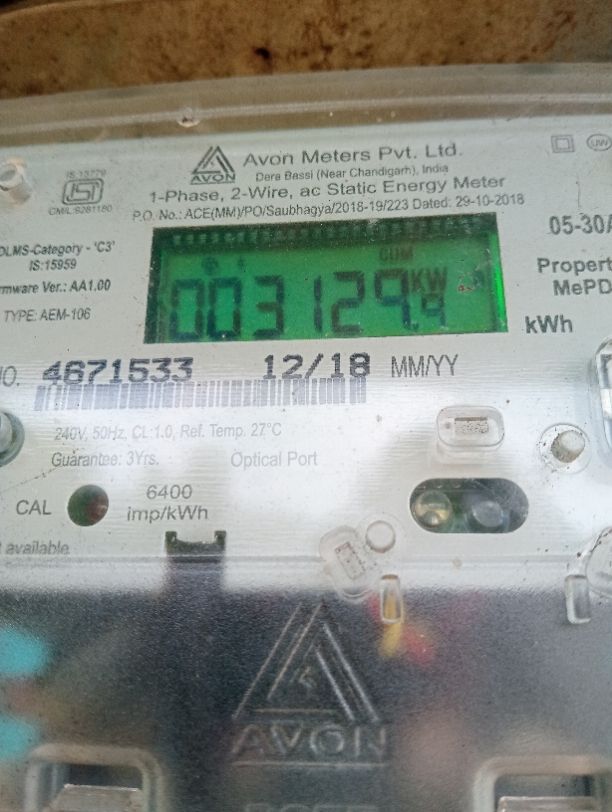 Avon Meters Pvt. Ltd.
AVON
Dera Bassi (Near Chandigarh), India
IS:13779
CM/L:9281180
1-Phase, 2-Wire, ac Static Energy Meter
P.O. No.: ACE(MM)/PO/Saubhagya/2018-19/223 Dated: 29-10-2018
UW
05-30A
DLMS-Category - 'C3'
IS:15959
rmware Ver.: AA1.00
TYPE: AEM-106
CUM
003129.4 KW
kWh
Propert
MePD
NO. 4671533 12/18 MM/YY
240V, 50Hz, CL:1.0, Ref. Temp. 27°C
Guarantee: 3Yrs. Optical Port
CAL
6400
imp/kWh
t available
AVON